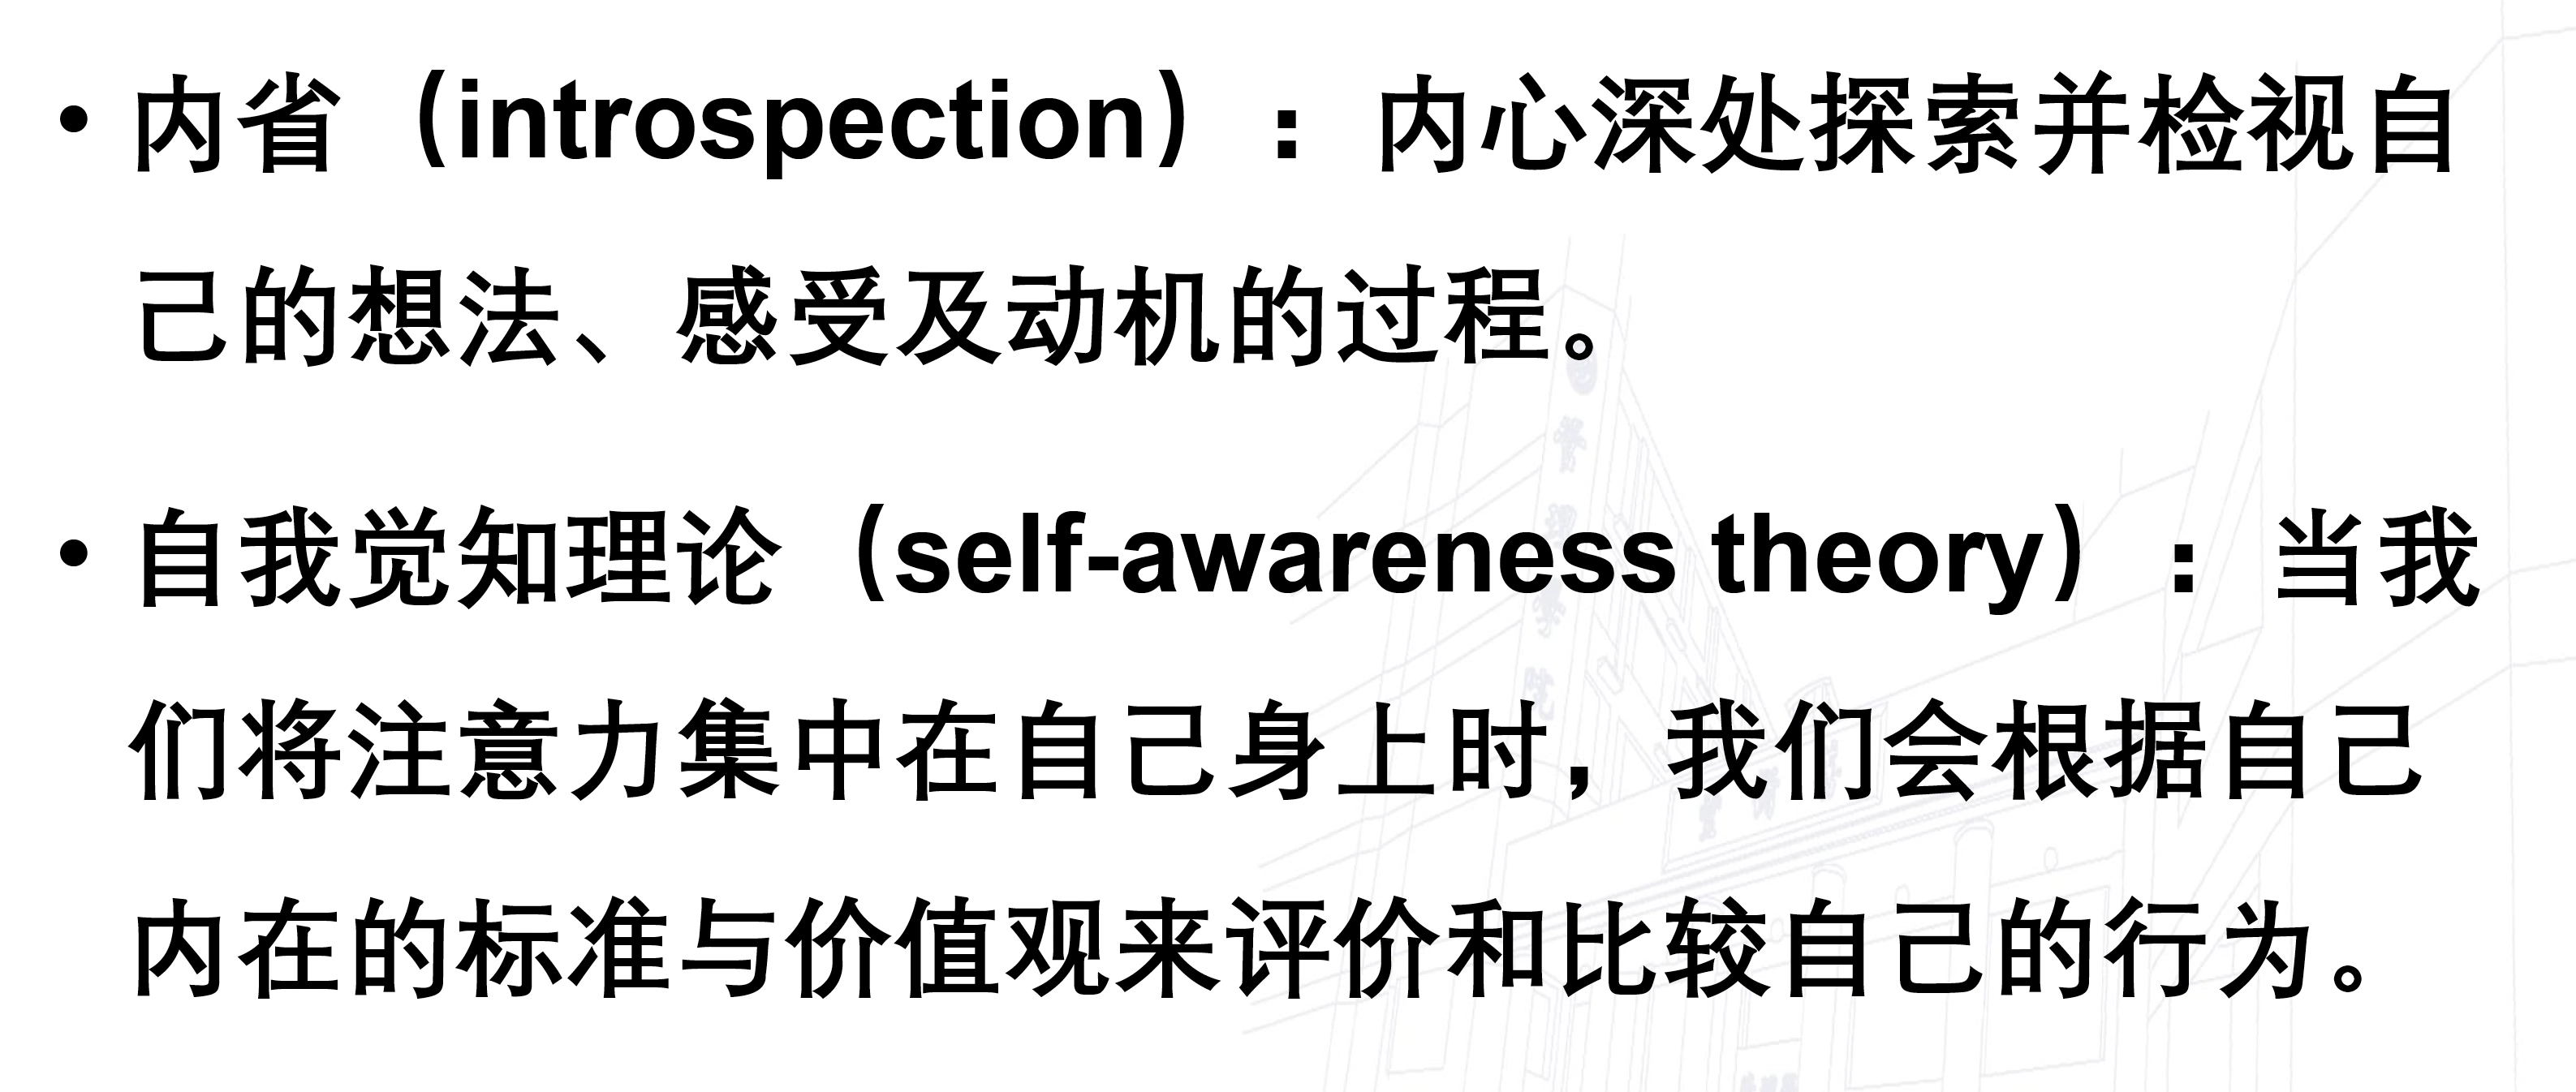 • 内省（introspection）：内心深处探索并检视自
己的想法、感受及动机的过程。
• 自我觉知理论（self-awareness theory）：当我
们将注意力集中在自己身上时，我们会根据自己
内在的标准与价值观来评价和比较自己的行为。